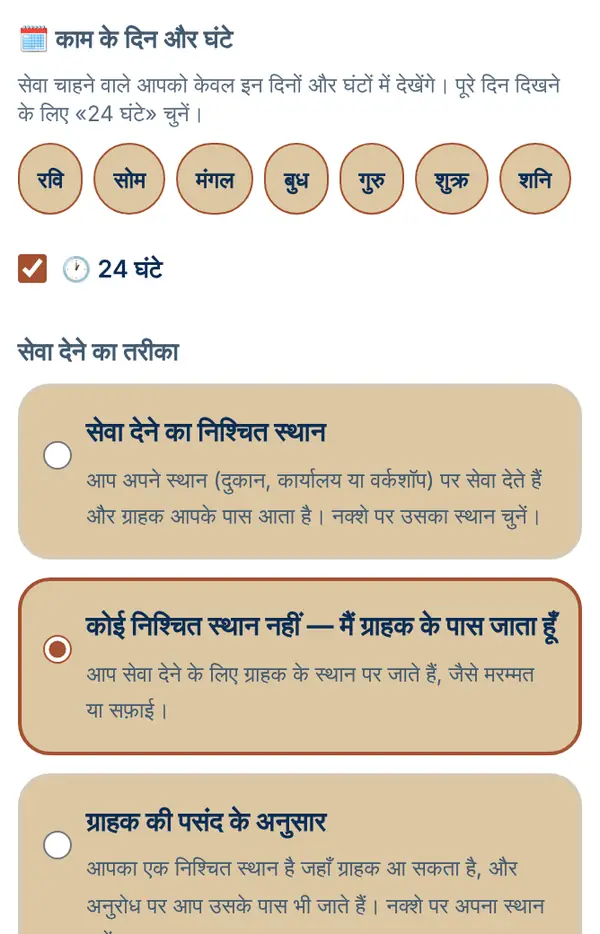 🗓️ काम के दिन और घंटे
सेवा चाहने वाले आपको केवल इन दिनों और घंटों में देखेंगे। पूरे दिन दिखने
के लिए «24 घंटे» चुनें।
रवि सोम मंगल बुध गुरु शुक्र शनि
🕐 24 घंटे
सेवा देने का तरीका
सेवा देने का निश्चित स्थान
आप अपने स्थान (दुकान, कार्यालय या वर्कशॉप) पर सेवा देते हैं
और ग्राहक आपके पास आता है। नक्शे पर उसका स्थान चुनें।
कोई निश्चित स्थान नहीं — मैं ग्राहक के पास जाता हूँ
आप सेवा देने के लिए ग्राहक के स्थान पर जाते हैं, जैसे मरम्मत
या सफ़ाई।
ग्राहक की पसंद के अनुसार
आपका एक निश्चित स्थान है जहाँ ग्राहक आ सकता है, और
अनुरोध पर आप उसके पास भी जाते हैं। नक्शे पर अपना स्थान